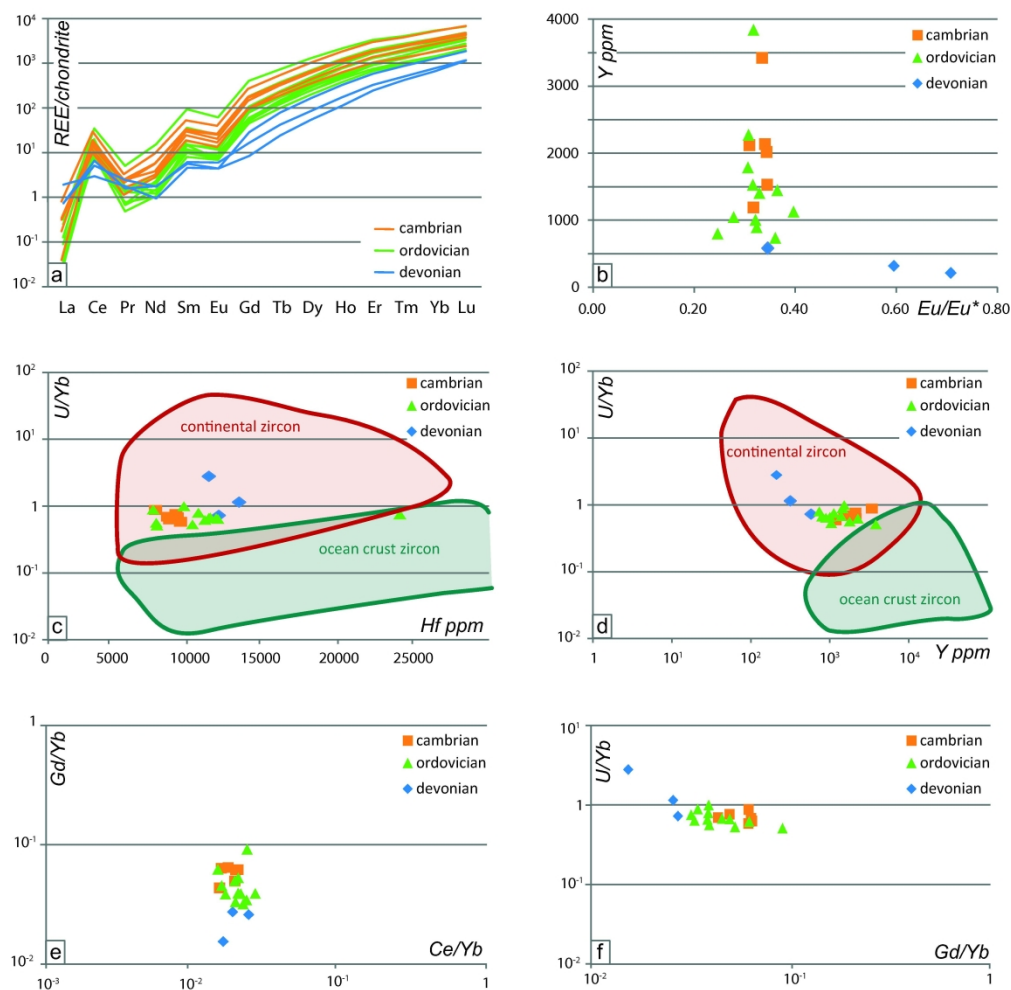 REE/chondrite
10⁴
10³
10²
10¹
1
10⁻¹
10⁻²
cambrian
ordovician
devonian
a
La Ce Pr Nd Sm Eu Gd Tb Dy Ho Er Tm Yb Lu
Y ppm
4000
3000
2000
1000
0
cambrian
ordovician
devonian
b
0.00 0.20 0.40 0.60 0.80
Eu/Eu*
U/Yb
10²
10¹
1
10⁻¹
10⁻²
cambrian
ordovician
devonian
continental zircon
ocean crust zircon
c
Hf ppm
0 5000 10000 15000 20000 25000
U/Yb
10²
10¹
1
10⁻¹
10⁻²
cambrian
ordovician
devonian
continental zircon
ocean crust zircon
d
1 10¹ 10² 10³ 10⁴
Y ppm
Gd/Yb
1
10⁻¹
10⁻²
cambrian
ordovician
devonian
e
Ce/Yb
10⁻³ 10⁻² 10⁻¹ 1
U/Yb
10¹
1
10⁻¹
10⁻²
cambrian
ordovician
devonian
f
Gd/Yb
10⁻² 10⁻¹ 1